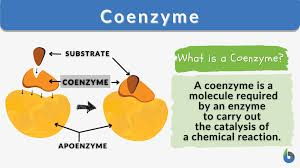 Coenzyme
SUBSTRATE
COENZYME
APOENZYME
What is a Coenzyme?
A coenzyme is a
molecule required
by an enzyme
to carry out
the catalysis of
a chemical reaction.